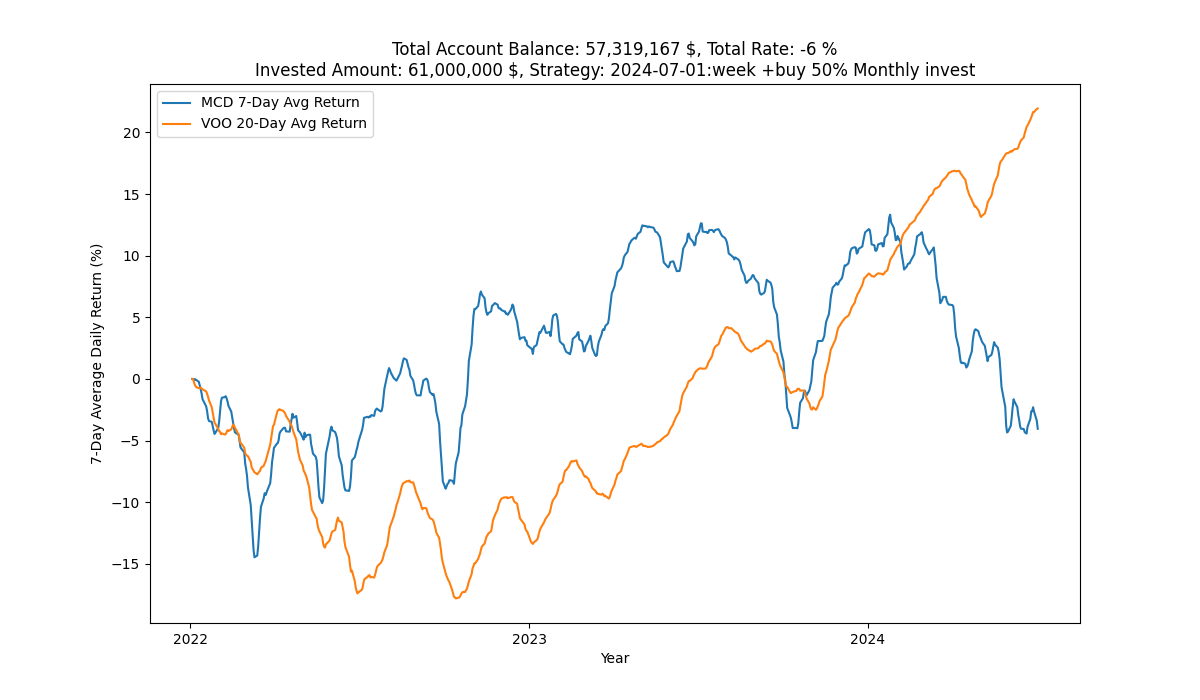 Total Account Balance: 57,319,167 $, Total Rate: -6 %
Invested Amount: 61,000,000 $, Strategy: 2024-07-01:week +buy 50% Monthly invest
MCD 7-Day Avg Return
VOO 20-Day Avg Return
7-Day Average Daily Return (%)
20
15
10
5
0
−5
−10
−15
2022
2023
2024
Year